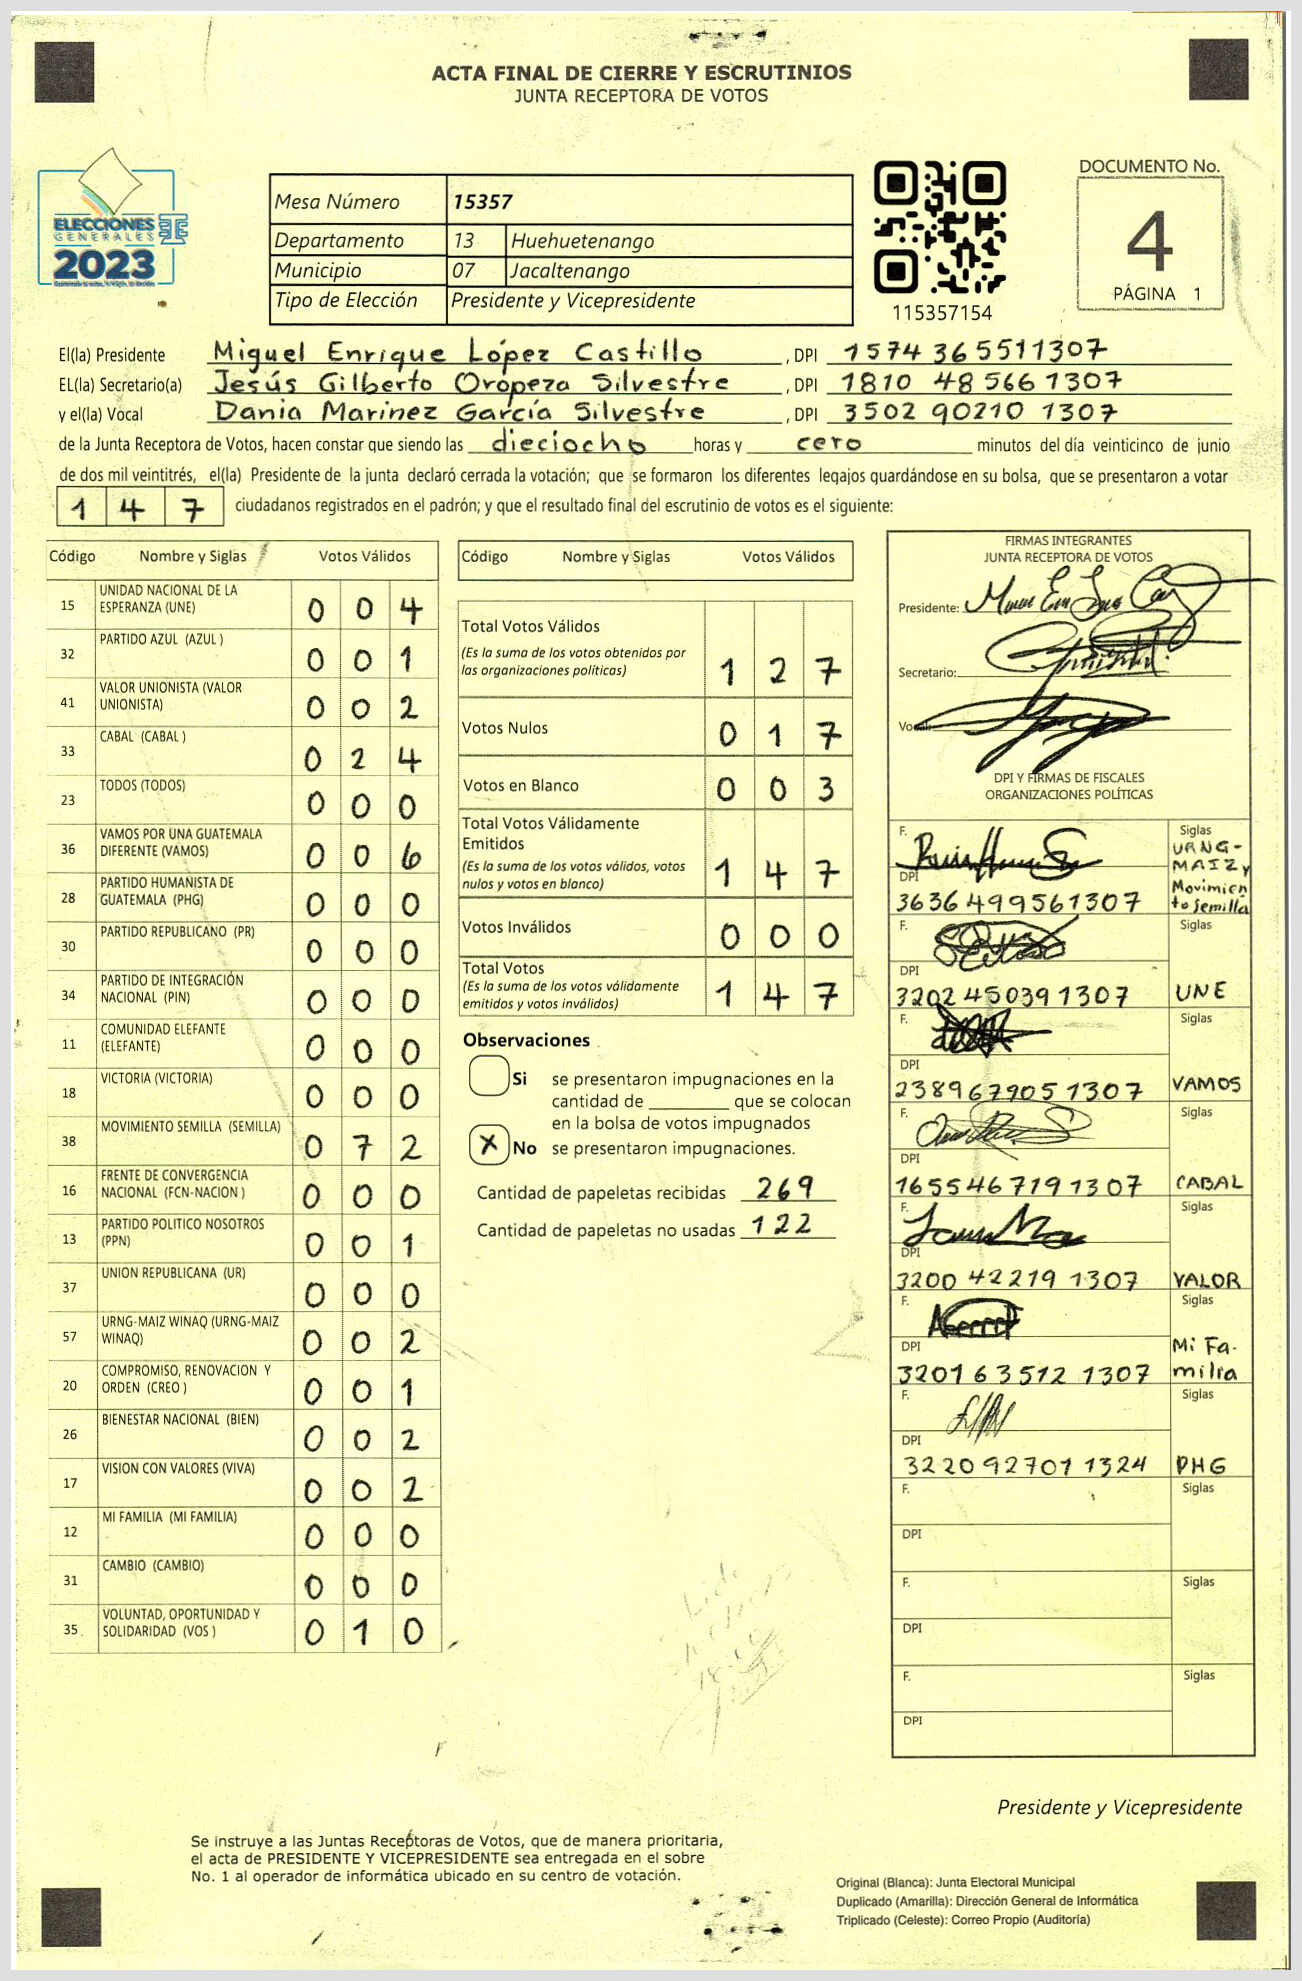 ACTA FINAL DE CIERRE Y ESCRUTINIOS
JUNTA RECEPTORA DE VOTOS
ELECCIONES
GENERALES
2023
Mesa Número 15357
Departamento 13 Huehuetenango
Municipio 07 Jacaltenango
Tipo de Elección Presidente y Vicepresidente
115357154
DOCUMENTO No.
4
PÁGINA 1
El(la) Presidente Miguel Enrique López Castillo, DPI 1574 365511307
EL(la) Secretario(a) Jesús Gilberto Oropeza Silvestre, DPI 1810 48566 1307
y el(la) Vocal Dania Marinez García Silvestre, DPI 3502 90210 1307
de la Junta Receptora de Votos, hacen constar que siendo las dieciocho horas y cero minutos del día veinticinco de junio
de dos mil veintitrés, el(la) Presidente de la junta declaró cerrada la votación; que se formaron los diferentes legajos guardándose en su bolsa, que se presentaron a votar
1 4 7 ciudadanos registrados en el padrón; y que el resultado final del escrutinio de votos es el siguiente:
Código Nombre y Siglas Votos Válidos
15 UNIDAD NACIONAL DE LA
ESPERANZA (UNE) 0 0 4
32 PARTIDO AZUL (AZUL ) 0 0 1
41 VALOR UNIONISTA (VALOR
UNIONISTA) 0 0 2
33 CABAL (CABAL ) 0 2 4
23 TODOS (TODOS) 0 0 0
36 VAMOS POR UNA GUATEMALA
DIFERENTE (VAMOS) 0 0 6
28 PARTIDO HUMANISTA DE
GUATEMALA (PHG) 0 0 0
30 PARTIDO REPUBLICANO (PR) 0 0 0
34 PARTIDO DE INTEGRACIÓN
NACIONAL (PIN) 0 0 0
11 COMUNIDAD ELEFANTE
(ELEFANTE) 0 0 0
18 VICTORIA (VICTORIA) 0 0 0
38 MOVIMIENTO SEMILLA (SEMILLA) 0 7 2
16 FRENTE DE CONVERGENCIA
NACIONAL (FCN-NACION ) 0 0 0
13 PARTIDO POLITICO NOSOTROS
(PPN) 0 0 1
37 UNION REPUBLICANA (UR) 0 0 0
57 URNG-MAIZ WINAQ (URNG-MAIZ
WINAQ) 0 0 2
20 COMPROMISO, RENOVACION Y
ORDEN (CREO ) 0 0 1
26 BIENESTAR NACIONAL (BIEN) 0 0 2
17 VISION CON VALORES (VIVA) 0 0 2
12 MI FAMILIA (MI FAMILIA) 0 0 0
31 CAMBIO (CAMBIO) 0 0 0
35 VOLUNTAD, OPORTUNIDAD Y
SOLIDARIDAD (VOS ) 0 1 0
Código Nombre y Siglas Votos Válidos
Total Votos Válidos
(Es la suma de los votos obtenidos por
las organizaciones políticas) 1 2 7
Votos Nulos 0 1 7
Votos en Blanco 0 0 3
Total Votos Válidamente
Emitidos
(Es la suma de los votos válidos, votos
nulos y votos en blanco) 1 4 7
Votos Inválidos 0 0 0
Total Votos
(Es la suma de los votos válidamente
emitidos y votos inválidos) 1 4 7
Observaciones
Si se presentaron impugnaciones en la
cantidad de ________ que se colocan
en la bolsa de votos impugnados
X No se presentaron impugnaciones.
Cantidad de papeletas recibidas 269
Cantidad de papeletas no usadas 122
FIRMAS INTEGRANTES
JUNTA RECEPTORA DE VOTOS
Presidente:
Secretario:
Vocal:
DPI Y FIRMAS DE FISCALES
ORGANIZACIONES POLÍTICAS
F. Siglas
URNG-
MAIZ y
Movimien
to Semilla
DPI
3636499561307
F. Siglas
DPI
3202450391307 UNE
F. Siglas
DPI
2389679051307 VAMOS
F. Siglas
DPI
1655467191307 CABAL
F. Siglas
DPI
3200 42219 1307 VALOR
F. Siglas
DPI Mi Fa-
3201 63512 1307 milia
F. Siglas
DPI
3220927011324 PHG
F. Siglas
DPI
F. Siglas
DPI
F. Siglas
DPI
Presidente y Vicepresidente
Se instruye a las Juntas Receptoras de Votos, que de manera prioritaria,
el acta de PRESIDENTE Y VICEPRESIDENTE sea entregada en el sobre
No. 1 al operador de informática ubicado en su centro de votación.
Original (Blanca): Junta Electoral Municipal
Duplicado (Amarilla): Dirección General de Informática
Triplicado (Celeste): Correo Propio (Auditoría)